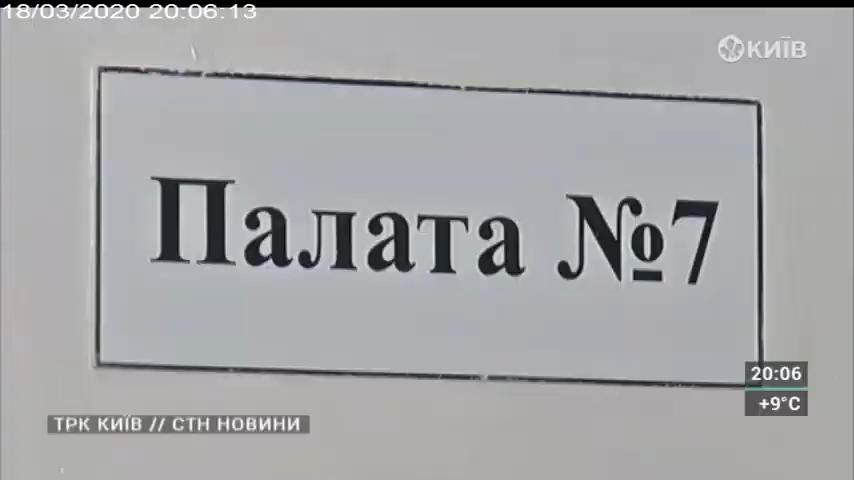 18/03/2020 20:06:13
КИЇВ
Палата №7
20:06
+9°C
ТРК КИЇВ // СТН НОВИНИ